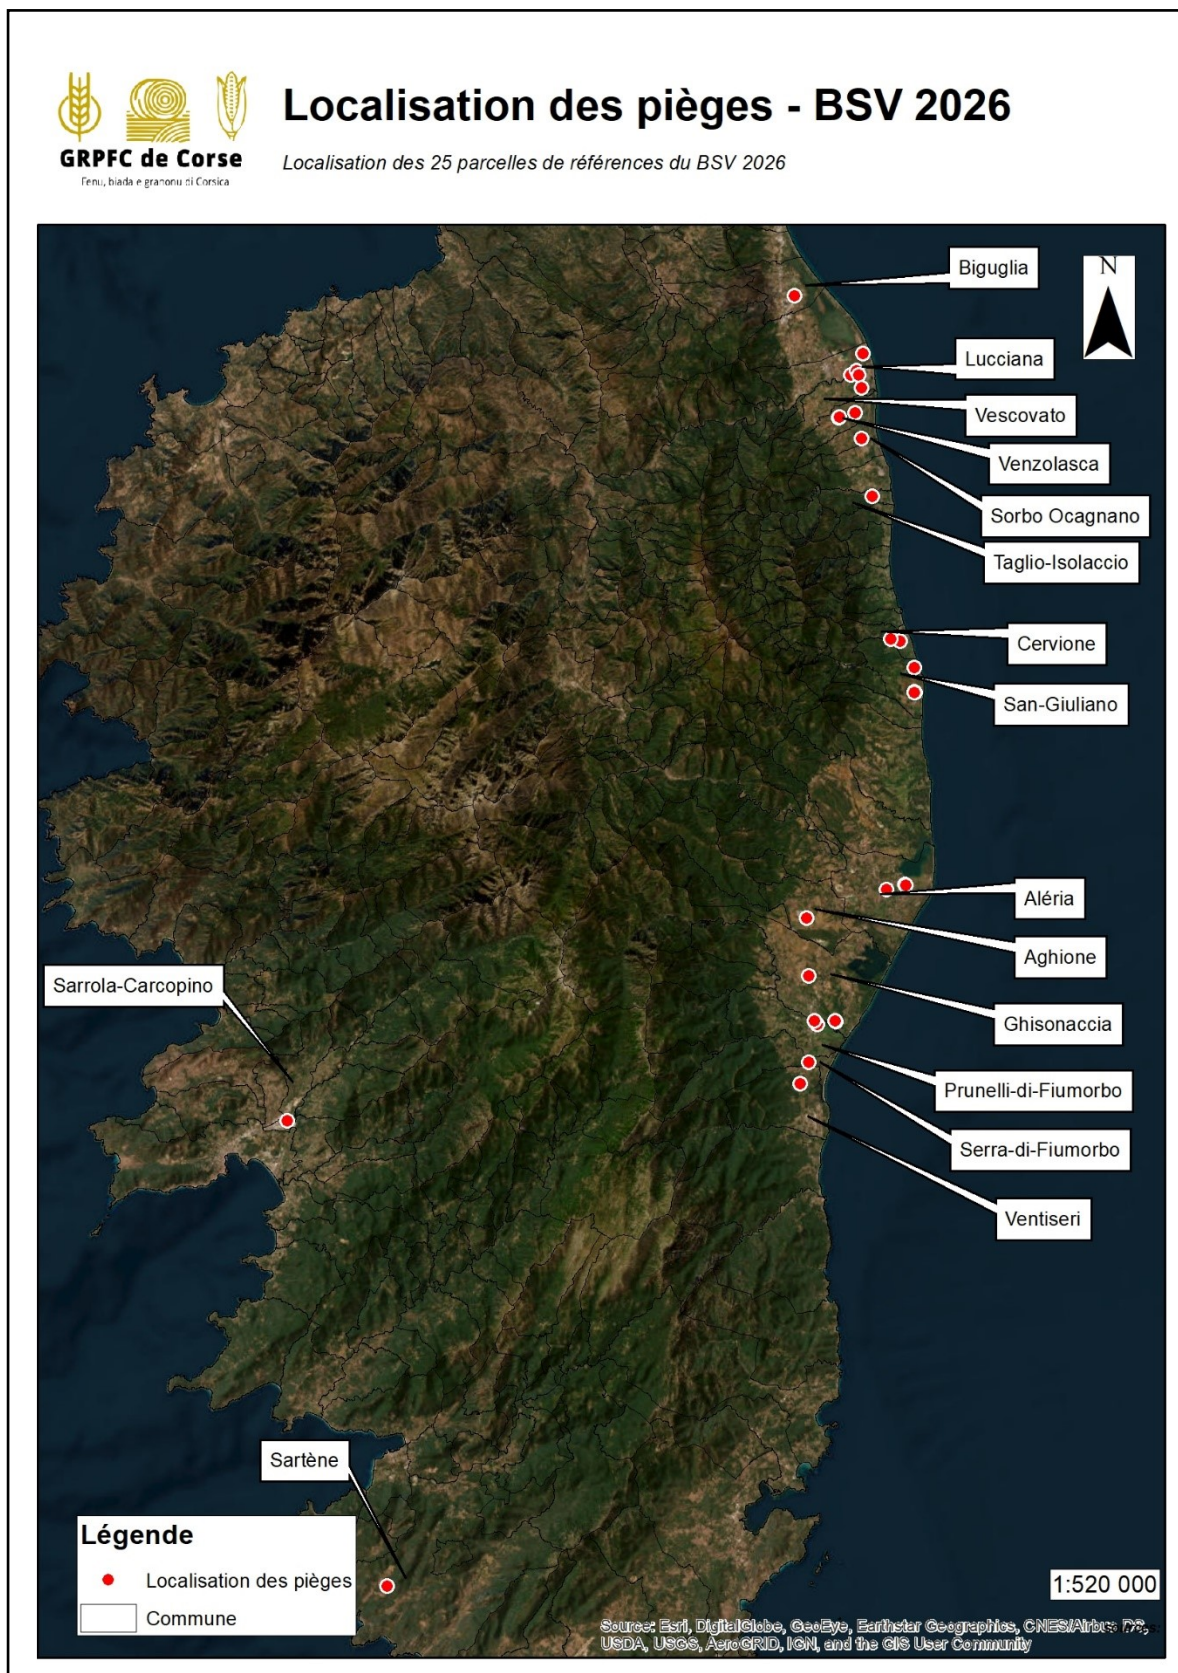 Localisation des pièges - BSV 2026
GRPFC de Corse
Fenu, biada e granonu di Corsica
Localisation des 25 parcelles de références du BSV 2026
N
Biguglia
Lucciana
Vescovato
Venzolasca
Sorbo Ocagnano
Taglio-Isolaccio
Cervione
San-Giuliano
Aléria
Aghione
Sarrola-Carcopino
Ghisonaccia
Prunelli-di-Fiumorbo
Serra-di-Fiumorbo
Ventiseri
Sartène
Légende
Localisation des pièges
Commune
1:520 000
Source: Esri, DigitalGlobe, GeoEye, Earthstar Geographics, CNES/Airbus DS,
USDA, USGS, AeroGRID, IGN, and the GIS User Community